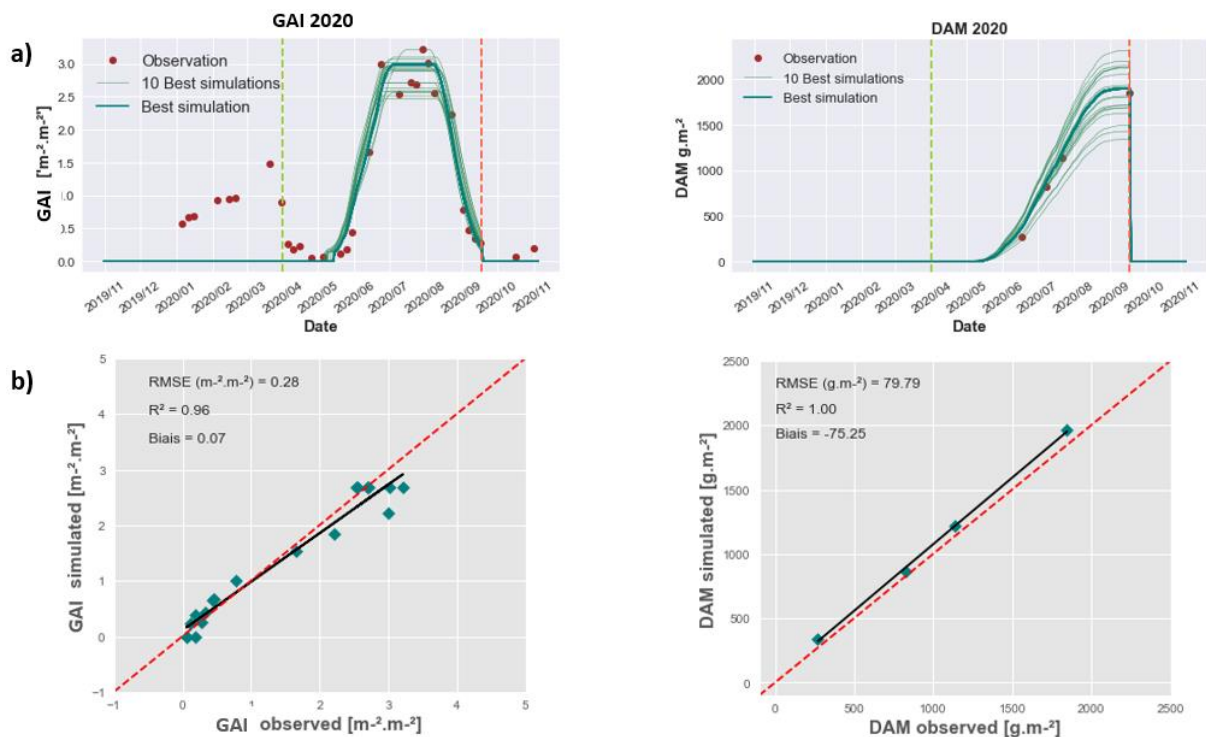 GAI 2020
a)
Observation
10 Best simulations
Best simulation
GAI ['m-².m-²']
3.0
2.5
2.0
1.5
1.0
0.5
0.0
2019/11
2019/12
2020/01
2020/02
2020/03
2020/04
2020/05
2020/06
2020/07
2020/08
2020/09
2020/10
2020/11
Date
DAM 2020
Observation
10 Best simulations
Best simulation
DAM g.m-²
2000
1500
1000
500
0
2019/11
2019/12
2020/01
2020/02
2020/03
2020/04
2020/05
2020/06
2020/07
2020/08
2020/09
2020/10
2020/11
Date
b)
RMSE (m-².m-²) = 0.28
R² = 0.96
Biais = 0.07
GAI simulated [m-².m-²]
5
4
3
2
1
0
−1
−1
0
1
2
3
4
5
GAI observed [m-².m-²]
RMSE (g.m-²) = 79.79
R² = 1.00
Biais = -75.25
DAM simulated [g.m-²]
2500
2000
1500
1000
500
0
0
500
1000
1500
2000
2500
DAM observed [g.m-²]